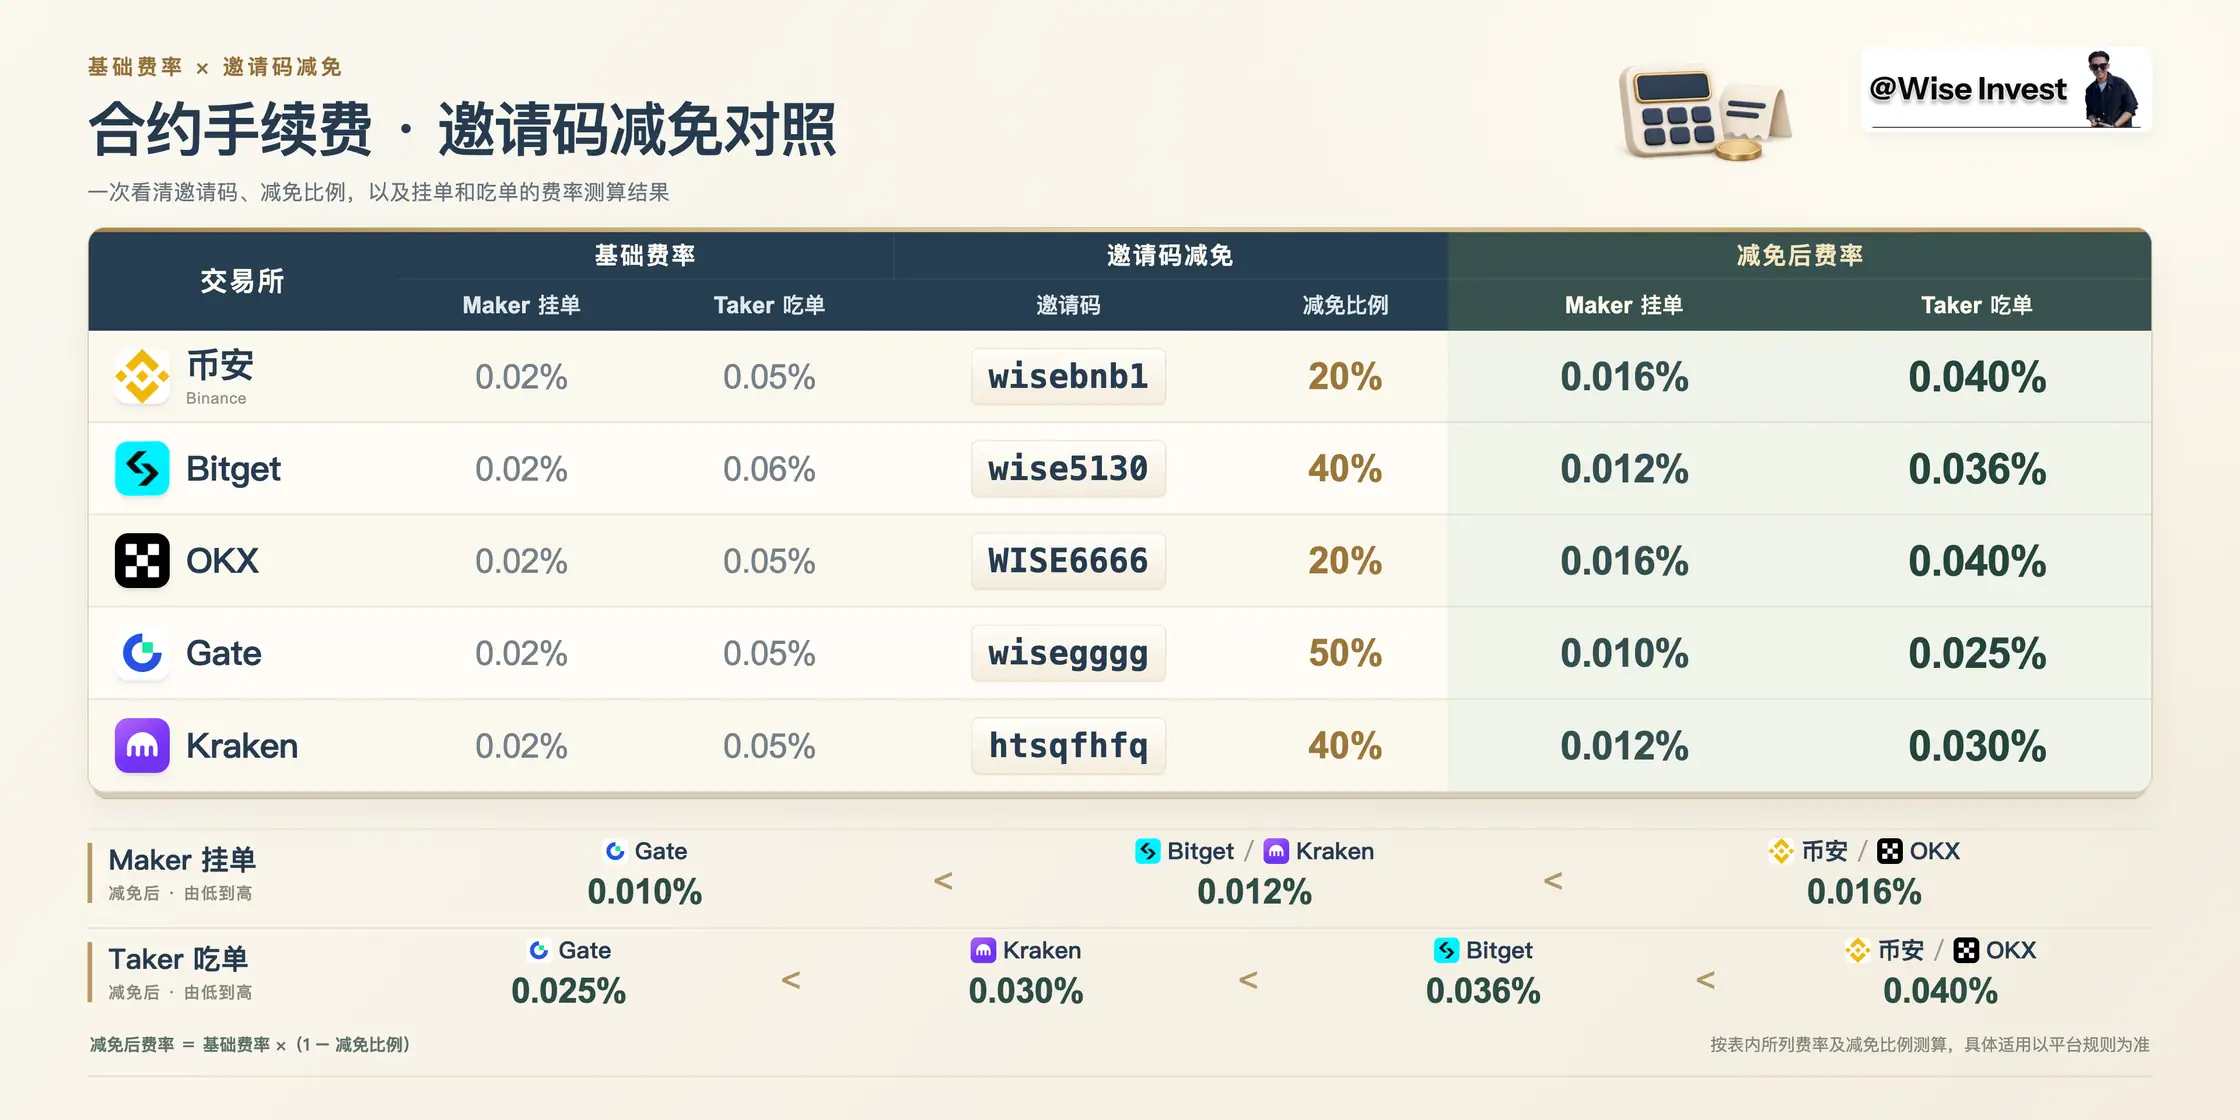 基础费率 × 邀请码减免
合约手续费 · 邀请码减免对照
一次看清邀请码、减免比例，以及挂单和吃单的费率测算结果
@Wise Invest
交易所 基础费率 邀请码减免 减免后费率
Maker 挂单 Taker 吃单 邀请码 减免比例 Maker 挂单 Taker 吃单
币安 Binance 0.02% 0.05% wisebnb1 20% 0.016% 0.040%
Bitget 0.02% 0.06% wise5130 40% 0.012% 0.036%
OKX 0.02% 0.05% WISE6666 20% 0.016% 0.040%
Gate 0.02% 0.05% wisegggg 50% 0.010% 0.025%
Kraken 0.02% 0.05% htsqfhfq 40% 0.012% 0.030%
Maker 挂单
减免后 · 由低到高
Gate Bitget / Kraken 币安 / OKX
0.010% < 0.012% < 0.016%
Taker 吃单
减免后 · 由低到高
Gate Kraken Bitget 币安 / OKX
0.025% < 0.030% < 0.036% < 0.040%
减免后费率 = 基础费率 ×（1 − 减免比例）
按表内所列费率及减免比例测算，具体适用以平台规则为准